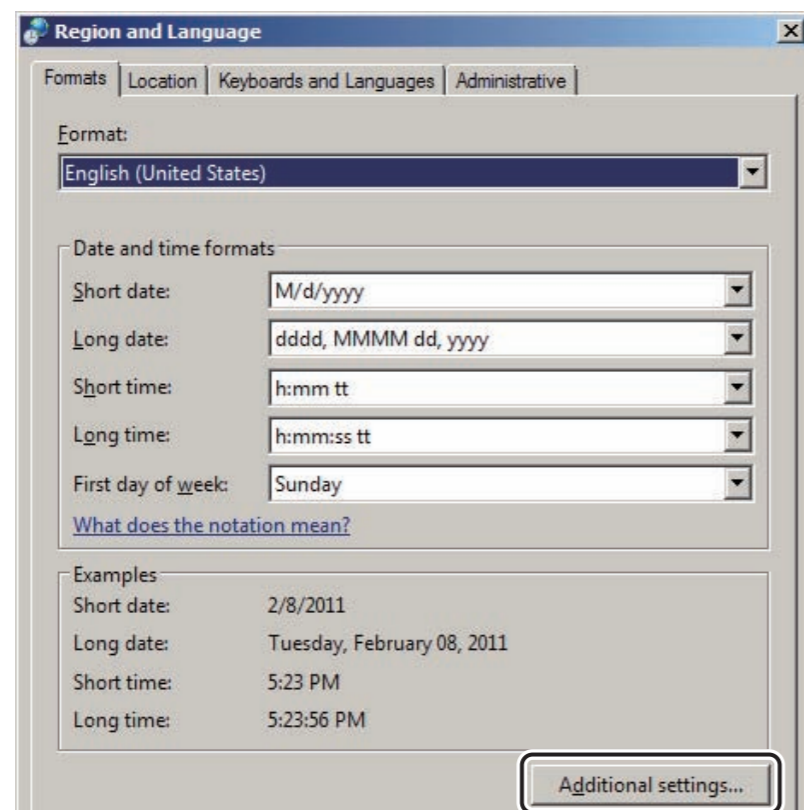 Region and Language
Formats Location Keyboards and Languages Administrative
Format:
English (United States)
Date and time formats
Short date: M/d/yyyy
Long date: dddd, MMMM dd, yyyy
Short time: h:mm tt
Long time: h:mm:ss tt
First day of week: Sunday
What does the notation mean?
Examples
Short date: 2/8/2011
Long date: Tuesday, February 08, 2011
Short time: 5:23 PM
Long time: 5:23:56 PM
Additional settings...